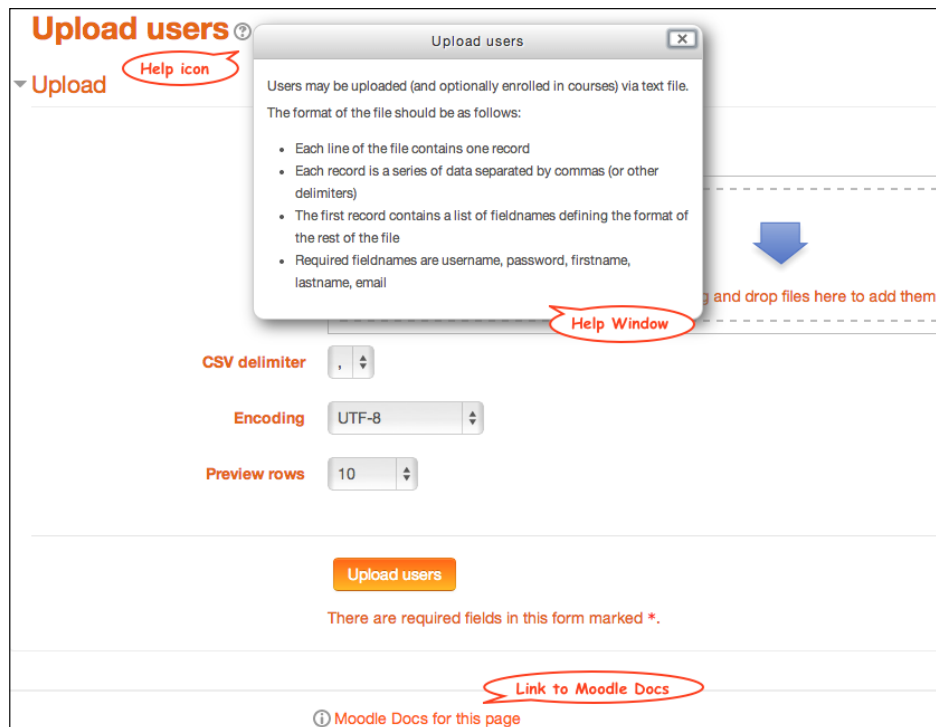 Upload users
Help icon
Upload
Upload users
Users may be uploaded (and optionally enrolled in courses) via text file.
The format of the file should be as follows:
Each line of the file contains one record
Each record is a series of data separated by commas (or other
delimiters)
The first record contains a list of fieldnames defining the format of
the rest of the file
Required fieldnames are username, password, firstname,
lastname, email
and drop files here to add them
Help Window
CSV delimiter ,
Encoding UTF-8
Preview rows 10
Upload users
There are required fields in this form marked *.
Link to Moodle Docs
Moodle Docs for this page